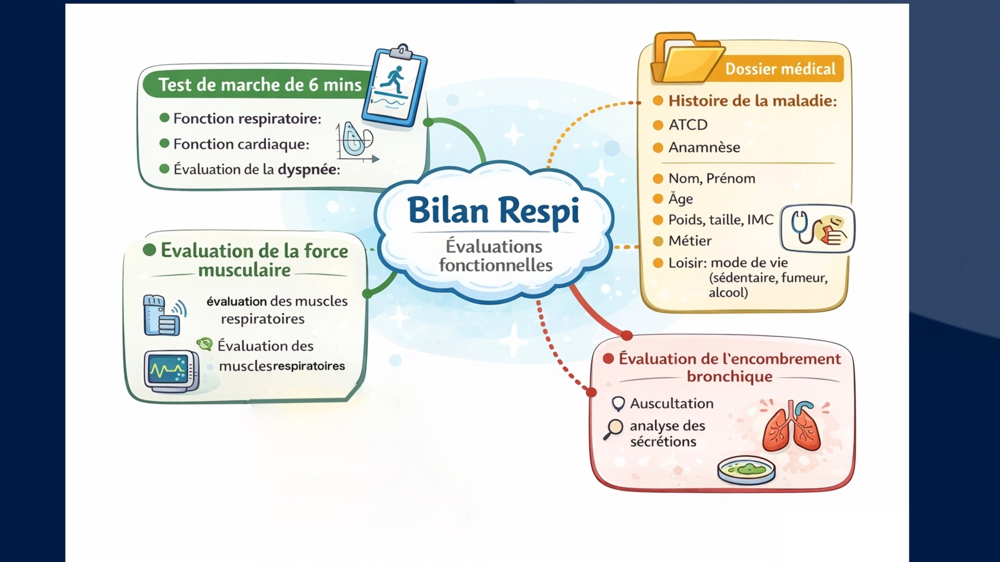 Test de marche de 6 mins
Fonction respiratoire:
Fonction cardiaque:
Évaluation de la dyspnée:
Dossier médical
Histoire de la maladie:
ATCD
Anamnèse
Nom, Prénom
Ăge
Poids, taille, IMC
Métier
Loisir: mode de vie
(sédentaire, fumeur,
alcool)
Bilan Respi
Évaluations
fonctionnelles
Evaluation de la force
musculaire
évaluation des muscles
respiratoires
Évaluation des
muscles respiratoires
Évaluation de l'encombrement
bronchique
Auscultation
analyse des
sécrétions